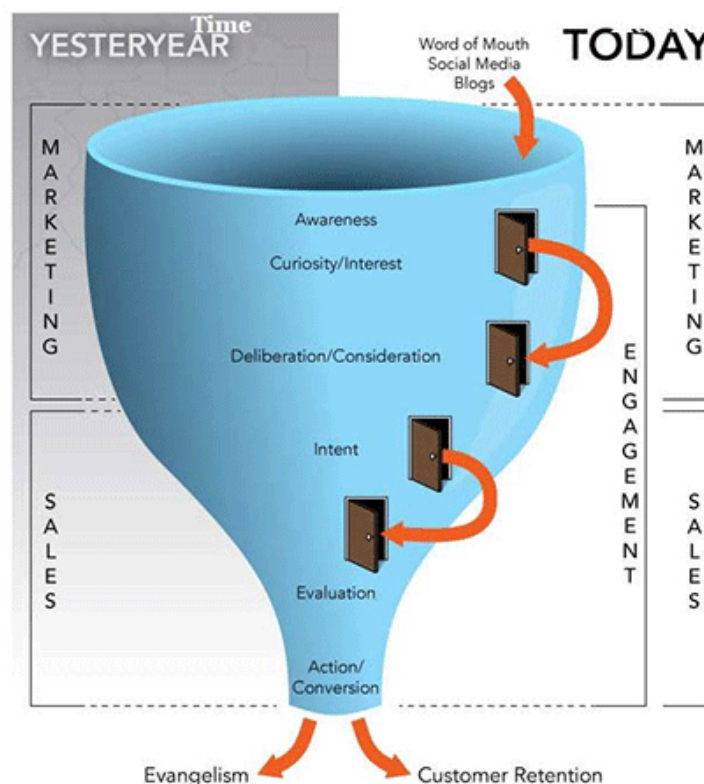 Time
YESTERYEAR
TODAY
Word of Mouth
Social Media
Blogs
MARKETING
MARKETING
Awareness
Curiosity/Interest
Deliberation/Consideration
ENGAGEMENT
Intent
SALES
SALES
Evaluation
Action/
Conversion
Evangelism
Customer Retention